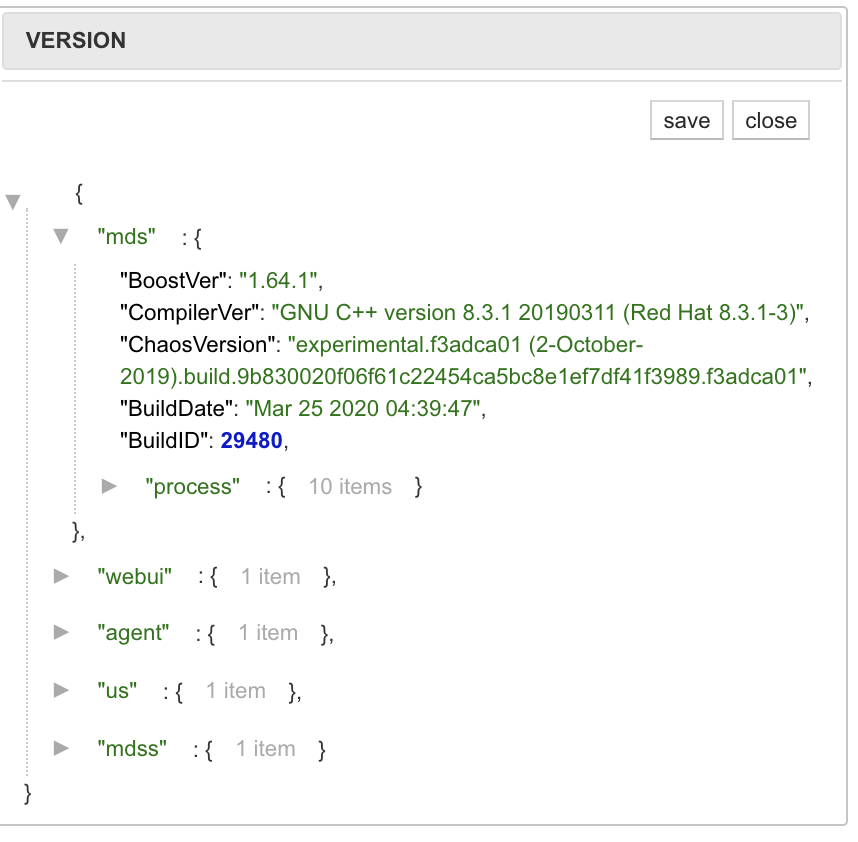 VERSION
save close
{
"mds" : {
"BoostVer": "1.64.1",
"CompilerVer": "GNU C++ version 8.3.1 20190311 (Red Hat 8.3.1-3)",
"ChaosVersion": "experimental.f3adca01 (2-October-
2019).build.9b830020f06f61c22454ca5bc8e1ef7df41f3989.f3adca01",
"BuildDate": "Mar 25 2020 04:39:47",
"BuildID": 29480,
"process" : { 10 items }
},
"webui" : { 1 item },
"agent" : { 1 item },
"us" : { 1 item },
"mdss" : { 1 item }
}